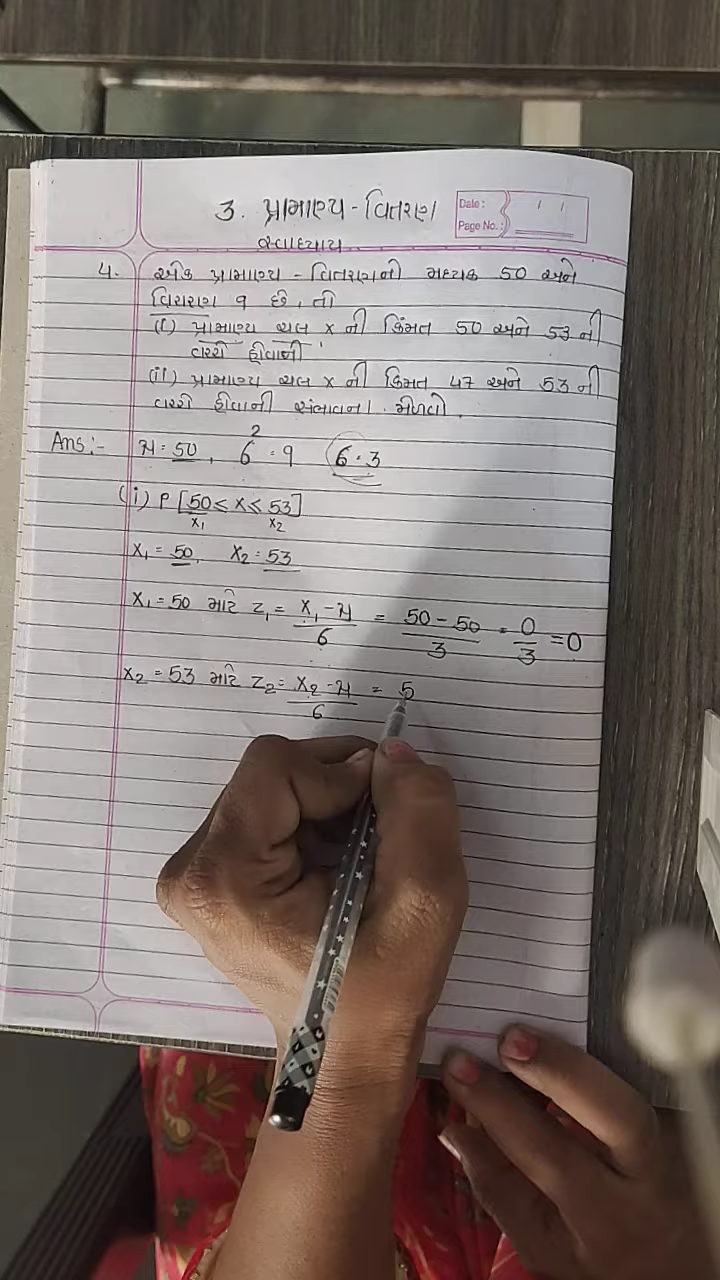 3. પ્રામાણ્ય-વિતરણ
Date: / /
Page No.:
સ્વાધ્યાય
4. એક પ્રામાણ્ય - વિતરણનો મધ્યક 50 અને
વિચરણ 9 છે, તો
(i) પ્રામાણ્ય ચલ x ની કિંમત 50 અને 53 ની
વચ્ચે હોવાની
(ii) પ્રામાણ્ય ચલ x ની કિંમત 47 અને 53 ની
વચ્ચે હોવાની સંભાવના મેળવો.
Ans:- μ = 50, σ² = 9 σ = 3
(i) P [50 ≤ x ≤ 53]
x₁ x₂
x₁ = 50, x₂ = 53
x₁ = 50 માટે z₁ = x₁ - μ / σ = 50 - 50 / 3 = 0 / 3 = 0
x₂ = 53 માટે z₂ = x₂ - μ / σ = 5